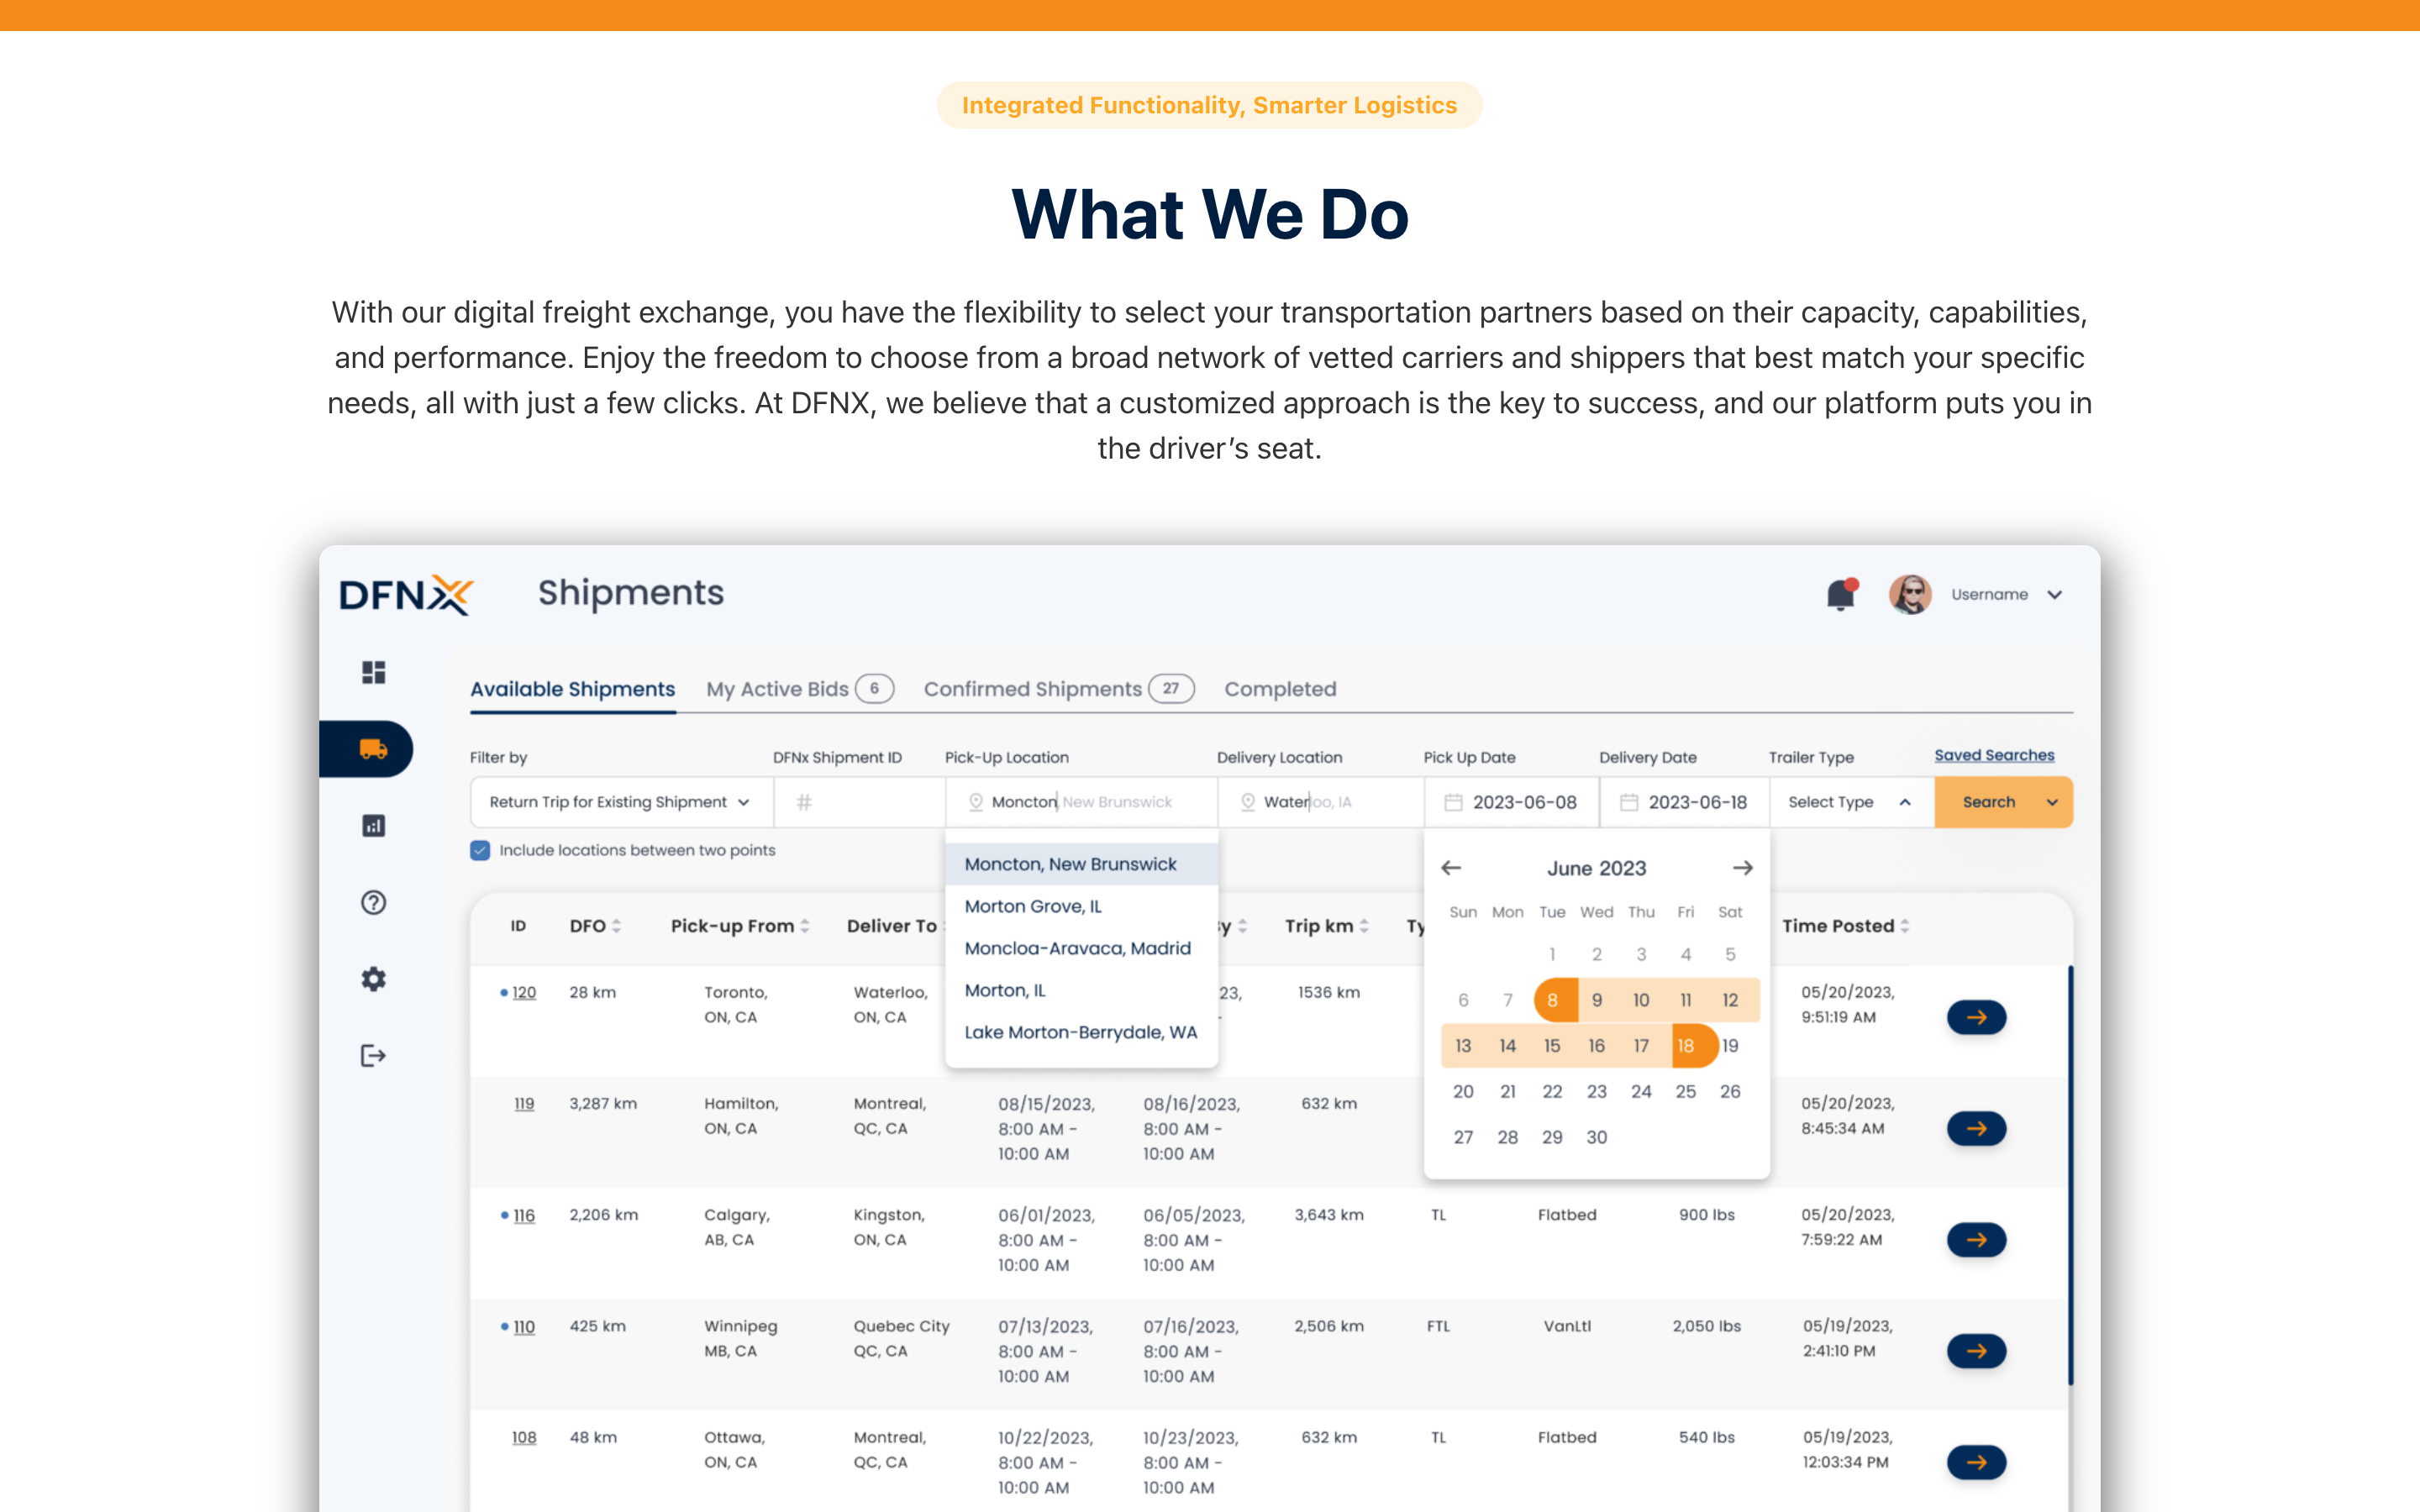 Integrated Functionality, Smarter Logistics
What We Do
With our digital freight exchange, you have the flexibility to select your transportation partners based on their capacity, capabilities,
and performance. Enjoy the freedom to choose from a broad network of vetted carriers and shippers that best match your specific
needs, all with just a few clicks. At DFNX, we believe that a customized approach is the key to success, and our platform puts you in
the driver’s seat.
DFNX Shipments Username
Available Shipments My Active Bids 6 Confirmed Shipments 27 Completed
Filter by DFNx Shipment ID Pick-Up Location Delivery Location Pick Up Date Delivery Date Trailer Type Saved Searches
Return Trip for Existing Shipment # Moncton, New Brunswick Waterloo, IA 2023-06-08 2023-06-18 Select Type Search
Include locations between two points
Moncton, New Brunswick
Morton Grove, IL
Moncloa-Aravaca, Madrid
Morton, IL
Lake Morton-Berrydale, WA
June 2023
Sun Mon Tue Wed Thu Fri Sat
1 2 3 4 5
6 7 8 9 10 11 12
13 14 15 16 17 18 19
20 21 22 23 24 25 26
27 28 29 30
ID DFO Pick-up From Deliver To Trip km Time Posted
120 28 km Toronto, Waterloo, 23, 1536 km 05/20/2023,
ON, CA ON, CA 9:51:19 AM
119 3,287 km Hamilton, Montreal, 08/15/2023, 08/16/2023, 632 km 05/20/2023,
ON, CA QC, CA 8:00 AM - 8:00 AM - 8:45:34 AM
10:00 AM 10:00 AM
116 2,206 km Calgary, Kingston, 06/01/2023, 06/05/2023, 3,643 km TL Flatbed 900 lbs 05/20/2023,
AB, CA ON, CA 8:00 AM - 8:00 AM - 7:59:22 AM
10:00 AM 10:00 AM
110 425 km Winnipeg Quebec City 07/13/2023, 07/16/2023, 2,506 km FTL VanLtl 2,050 lbs 05/19/2023,
MB, CA QC, CA 8:00 AM - 8:00 AM - 2:41:10 PM
10:00 AM 10:00 AM
108 48 km Ottawa, Montreal, 10/22/2023, 10/23/2023, 632 km TL Flatbed 540 lbs 05/19/2023,
ON, CA QC, CA 8:00 AM - 8:00 AM - 12:03:34 PM
10:00 AM 10:00 AM